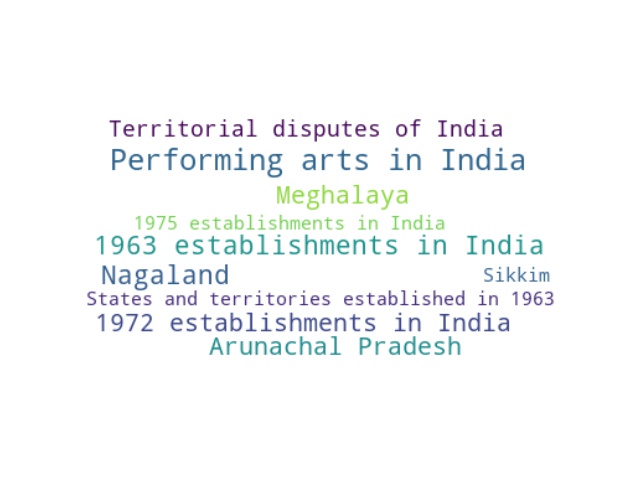 Territorial disputes of India
Performing arts in India
Meghalaya
1975 establishments in India
1963 establishments in India
Nagaland
Sikkim
States and territories established in 1963
1972 establishments in India
Arunachal Pradesh